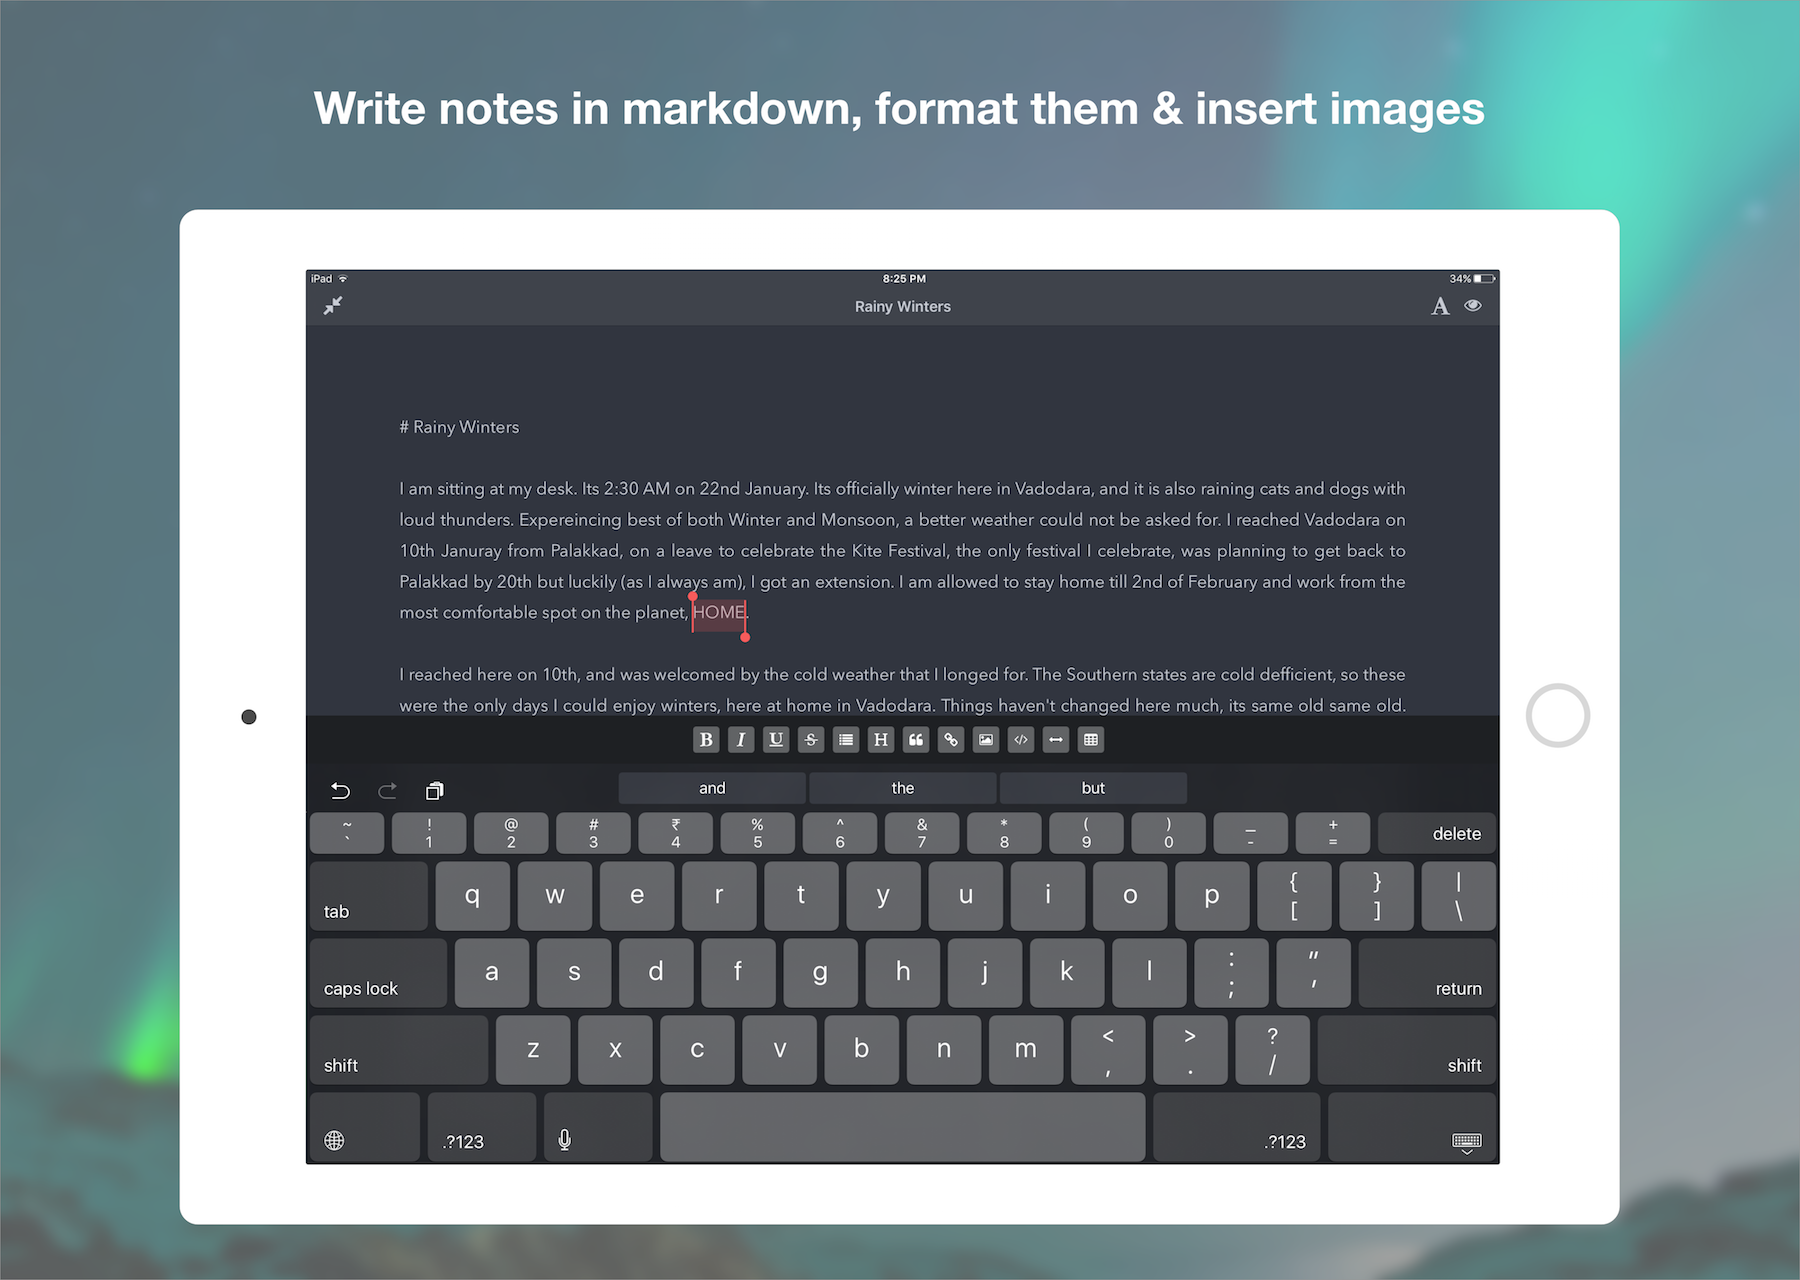 Write notes in markdown, format them & insert images
iPad 8:25 PM 34%
Rainy Winters A
# Rainy Winters
I am sitting at my desk. Its 2:30 AM on 22nd January. Its officially winter here in Vadodara, and it is also raining cats and dogs with
loud thunders. Expereincing best of both Winter and Monsoon, a better weather could not be asked for. I reached Vadodara on
10th Januray from Palakkad, on a leave to celebrate the Kite Festival, the only festival I celebrate, was planning to get back to
Palakkad by 20th but luckily (as I always am), I got an extension. I am allowed to stay home till 2nd of February and work from the
most comfortable spot on the planet, HOME.
I reached here on 10th, and was welcomed by the cold weather that I longed for. The Southern states are cold defficient, so these
were the only days I could enjoy winters, here at home in Vadodara. Things haven't changed here much, its same old same old.
B I U S H “ </>
and the but
~ ! @ # ₹ % ^ & * ( ) _ +
` 1 2 3 4 5 6 7 8 9 0 - = delete
tab q w e r t y u i o p { [ } ] | \
caps lock a s d f g h j k l : ; " ' return
shift z x c v b n m < , > . ? / shift
.?123 .?123